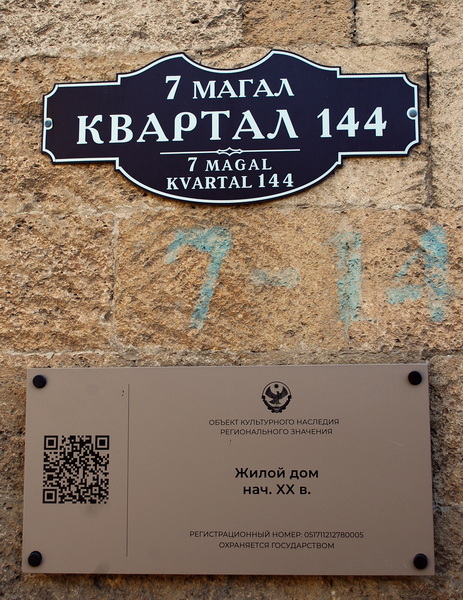 7 МАГАЛ
КВАРТАЛ 144
7 MAGAL
KVARTAL 144
7-14
ОБЪЕКТ КУЛЬТУРНОГО НАСЛЕДИЯ
РЕГИОНАЛЬНОГО ЗНАЧЕНИЯ
Жилой дом
нач. XX в.
РЕГИСТРАЦИОННЫЙ НОМЕР: 051711212780005
ОХРАНЯЕТСЯ ГОСУДАРСТВОМ